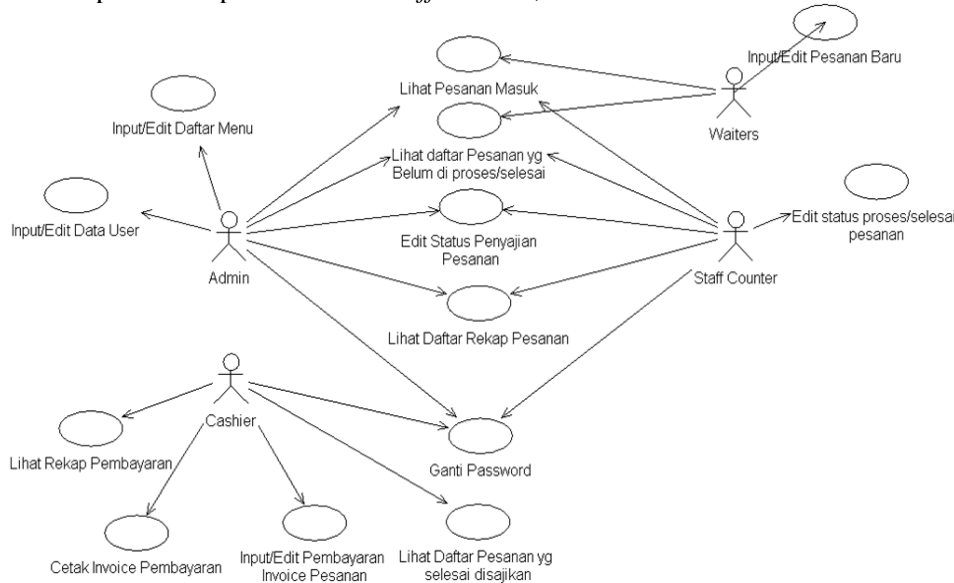 Input/Edit Pesanan Baru
Lihat Pesanan Masuk
Waiters
Input/Edit Daftar Menu
Lihat daftar Pesanan yg
Belum di proses/selesai
Input/Edit Data User
Admin
Edit Status Penyajian
Pesanan
Staff Counter
Edit status proses/selesai
pesanan
Lihat Daftar Rekap Pesanan
Cashier
Lihat Rekap Pembayaran
Ganti Password
Cetak Invoice Pembayaran
Input/Edit Pembayaran
Invoice Pesanan
Lihat Daftar Pesanan yg
selesai disajikan